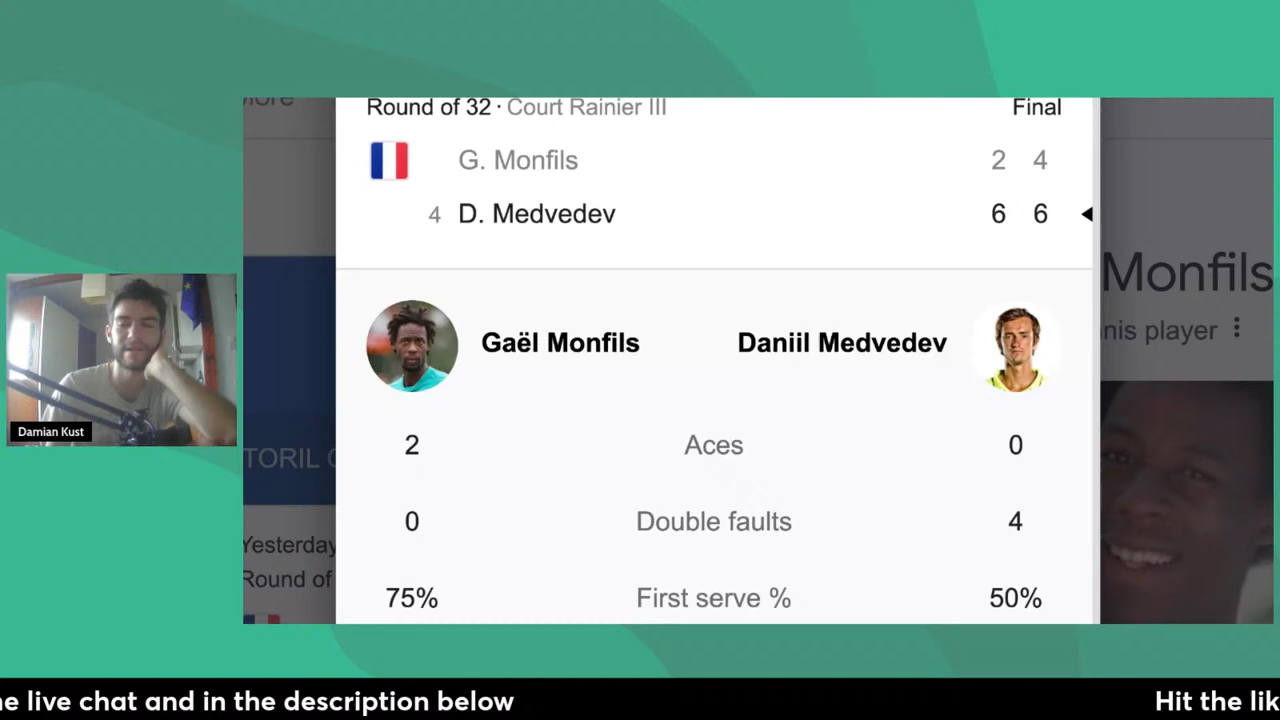 More
Round of 32 · Court Rainier III
Final
G. Monfils 2 4
4 D. Medvedev 6 6
Monfils
nis player
Gaël Monfils
Daniil Medvedev
2 Aces 0
Damian Kust
TORIL
0 Double faults 4
Yesterday
Round of
75% First serve % 50%
e live chat and in the description below
Hit the lik